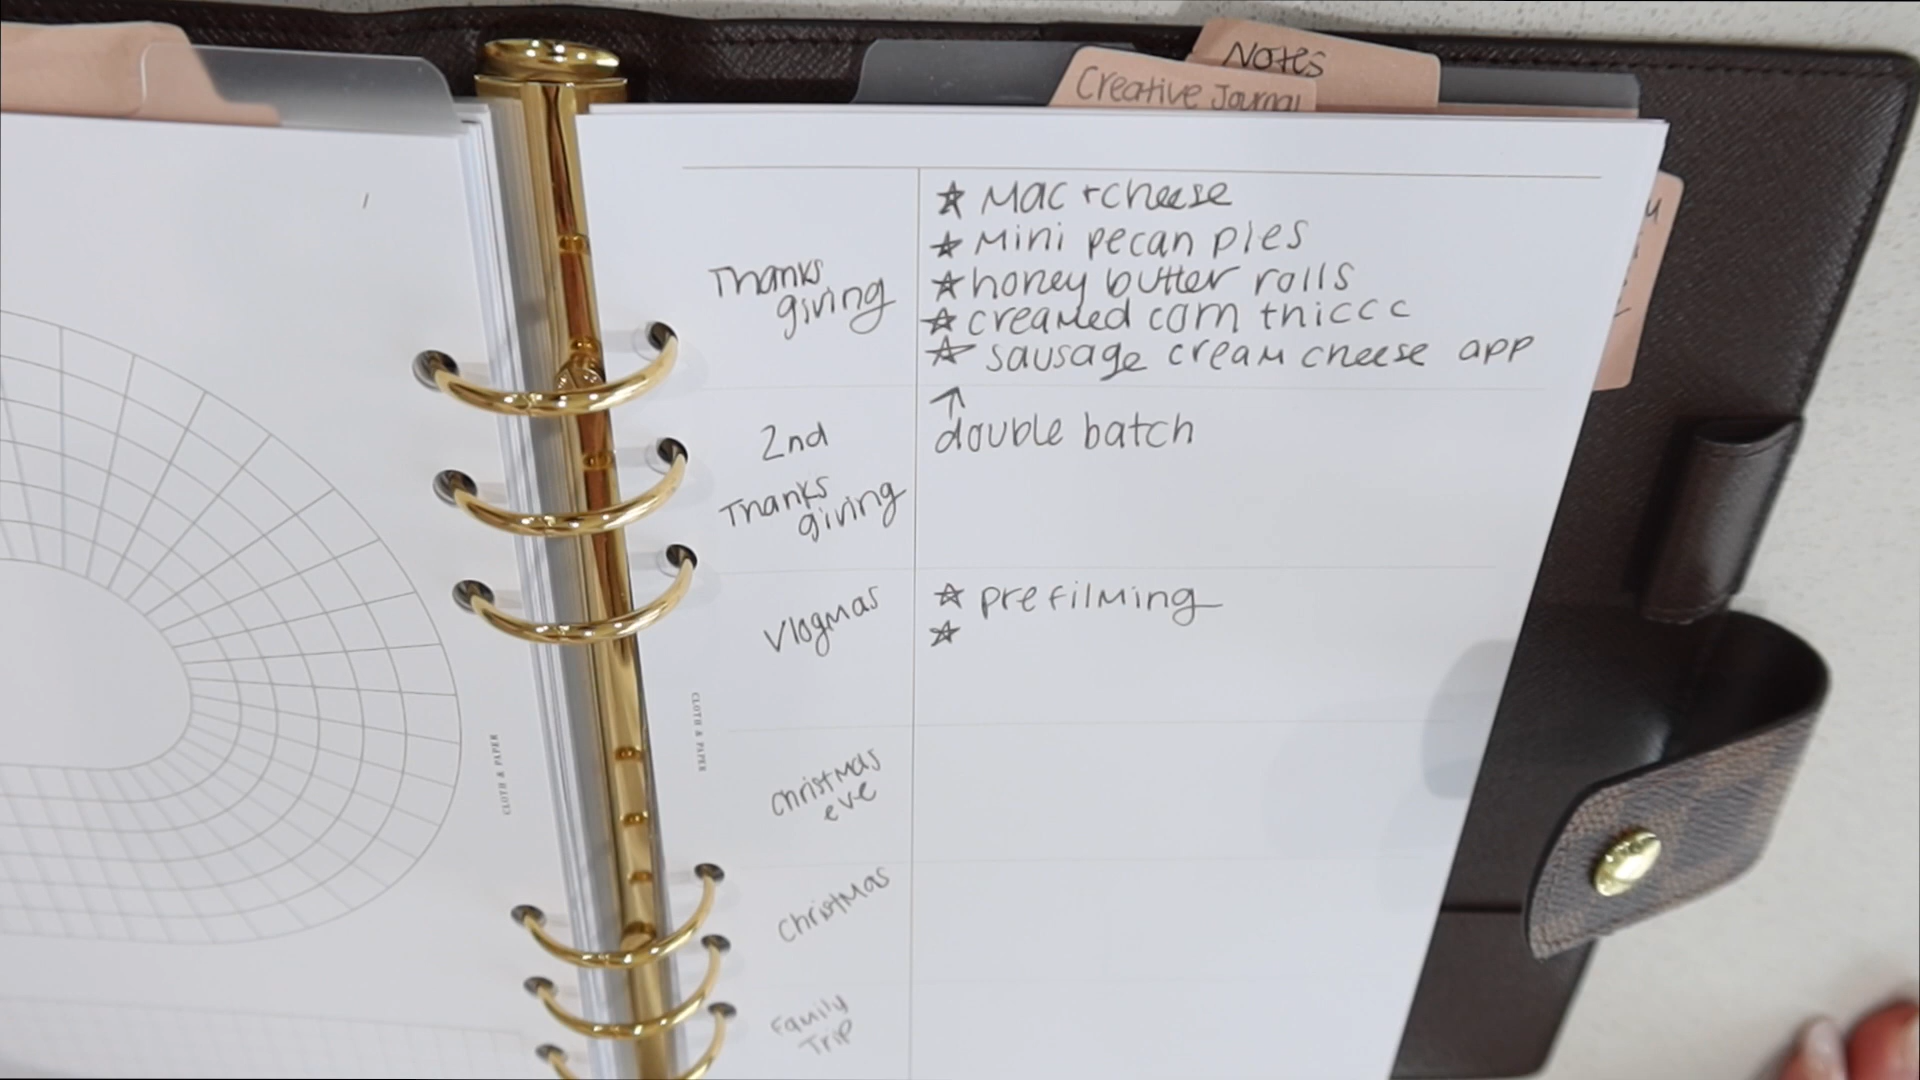 Notes
Creative Journal
Thanks
giving
☆ Mac + cheese
☆ Mini pecan pies
☆ honey butter rolls
☆ creamed corn thiccc
☆ sausage cream cheese app
2nd
Thanks
giving
↑
double batch
Vlogmas
☆ prefilming
☆
CLOTH & PAPER
CLOTH & PAPER
Christmas
eve
Christmas
Family
Trip